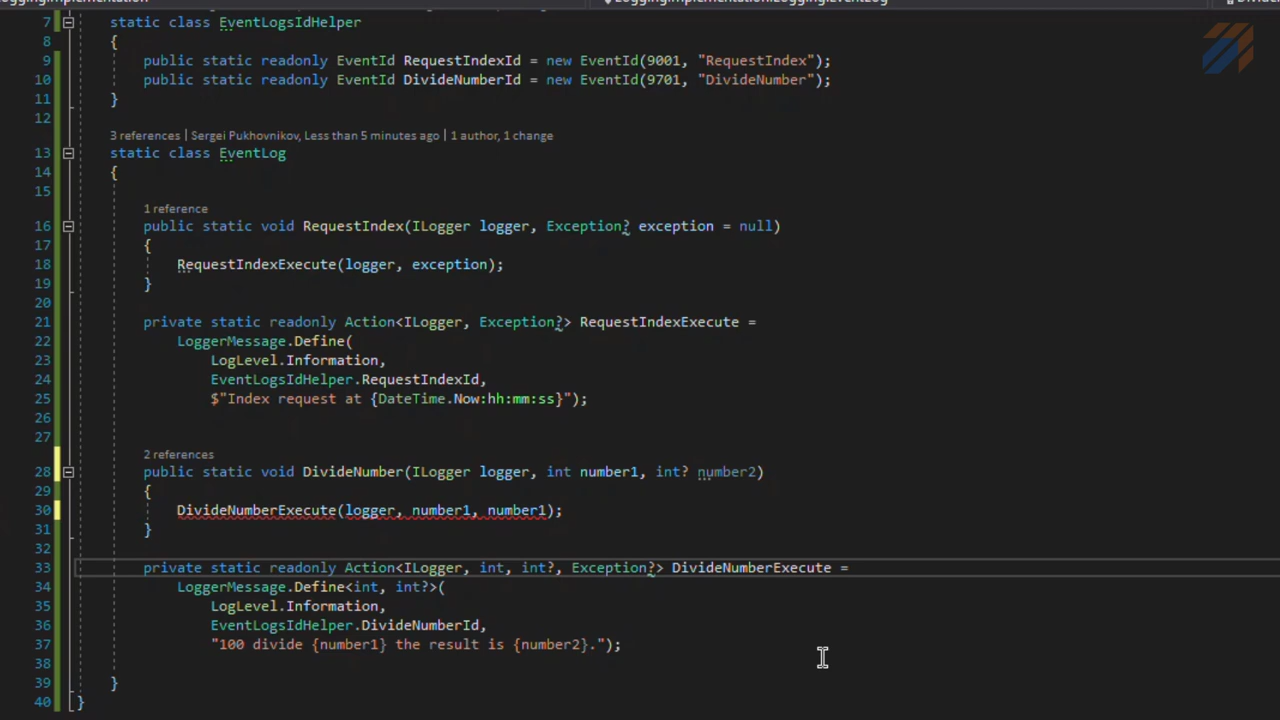 7 static class EventLogsIdHelper
8 {
9 public static readonly EventId RequestIndexId = new EventId(9001, "RequestIndex");
10 public static readonly EventId DivideNumberId = new EventId(9701, "DivideNumber");
11 }
12
3 references | Sergei Pukhovnikov, Less than 5 minutes ago | 1 author, 1 change
13 static class EventLog
14 {
15
1 reference
16 public static void RequestIndex(ILogger logger, Exception? exception = null)
17 {
18 RequestIndexExecute(logger, exception);
19 }
20
21 private static readonly Action<ILogger, Exception?> RequestIndexExecute =
22 LoggerMessage.Define(
23 LogLevel.Information,
24 EventLogsIdHelper.RequestIndexId,
25 $"Index request at {DateTime.Now:hh:mm:ss}");
26
27
2 references
28 public static void DivideNumber(ILogger logger, int number1, int? number2)
29 {
30 DivideNumberExecute(logger, number1, number1);
31 }
32
33 private static readonly Action<ILogger, int, int?, Exception?> DivideNumberExecute =
34 LoggerMessage.Define<int, int?>(
35 LogLevel.Information,
36 EventLogsIdHelper.DivideNumberId,
37 "100 divide {number1} the result is {number2}.");
38
39 }
40 }